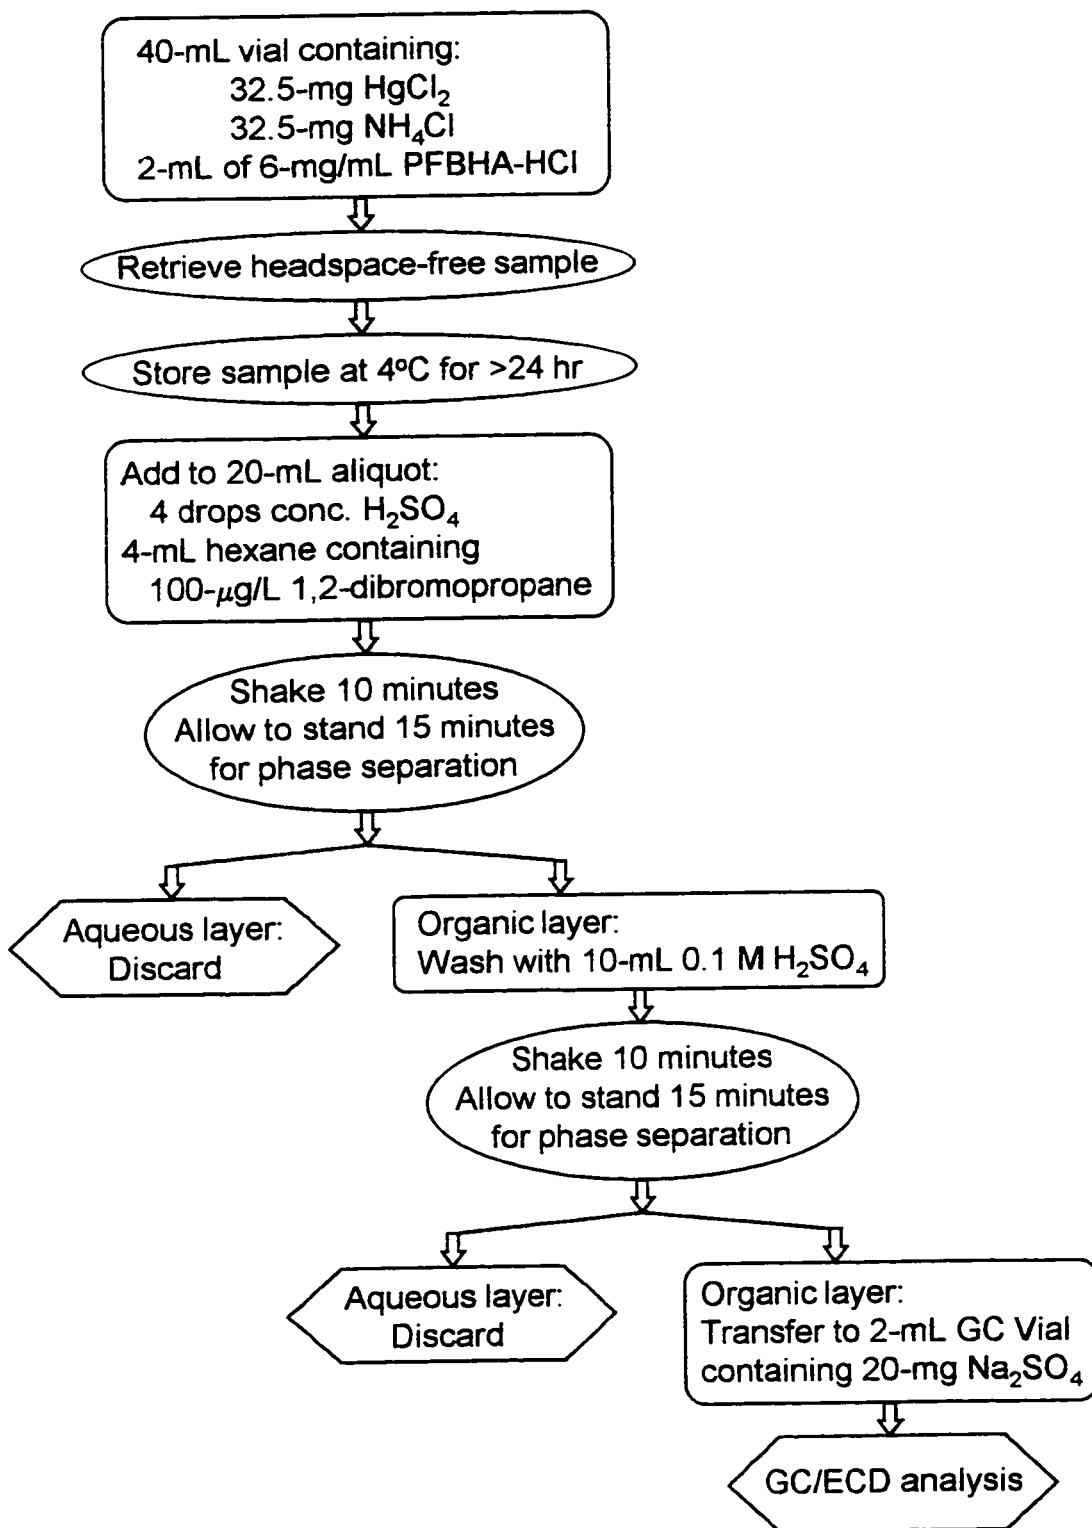 40-mL vial containing:
32.5-mg HgCl₂
32.5-mg NH₄Cl
2-mL of 6-mg/mL PFBHA-HCl
Retrieve headspace-free sample
Store sample at 4ºC for >24 hr
Add to 20-mL aliquot:
4 drops conc. H₂SO₄
4-mL hexane containing
100-µg/L 1,2-dibromopropane
Shake 10 minutes
Allow to stand 15 minutes
for phase separation
Aqueous layer:
Discard
Organic layer:
Wash with 10-mL 0.1 M H₂SO₄
Shake 10 minutes
Allow to stand 15 minutes
for phase separation
Aqueous layer:
Discard
Organic layer:
Transfer to 2-mL GC Vial
containing 20-mg Na₂SO₄
GC/ECD analysis